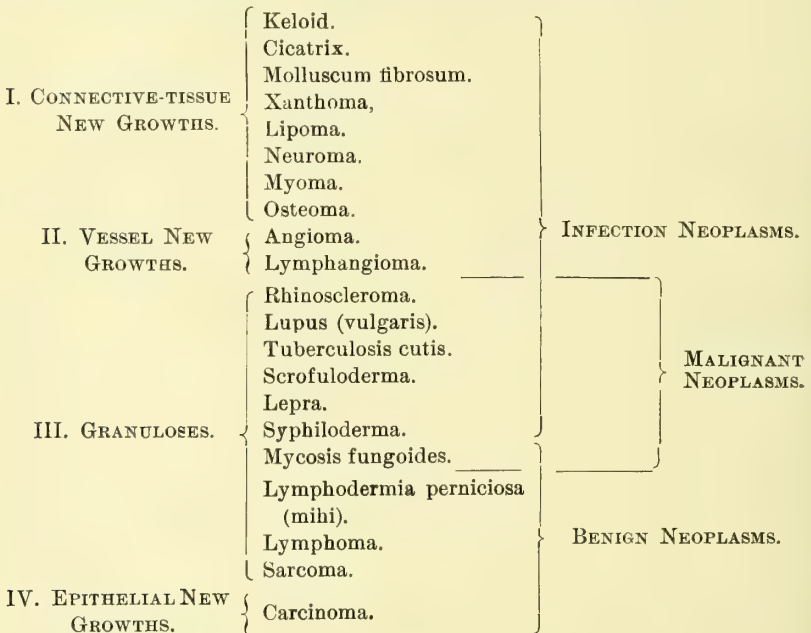 Keloid.
Cicatrix.
Molluscum fibrosum.
I. CONNECTIVE-TISSUE
NEW GROWTHS.
Xanthoma,
Lipoma.
Neuroma.
Myoma.
Osteoma.
II. VESSEL NEW
GROWTHS.
Angioma.
Lymphangioma.
INFECTION NEOPLASMS.
Rhinoscleroma.
Lupus (vulgaris).
Tuberculosis cutis.
Scrofuloderma.
Lepra.
MALIGNANT
NEOPLASMS.
III. GRANULOSES.
Syphiloderma.
Mycosis fungoides.
Lymphodermia perniciosa
(mihi).
Lymphoma.
Sarcoma.
BENIGN NEOPLASMS.
IV. EPITHELIAL NEW
GROWTHS.
Carcinoma.